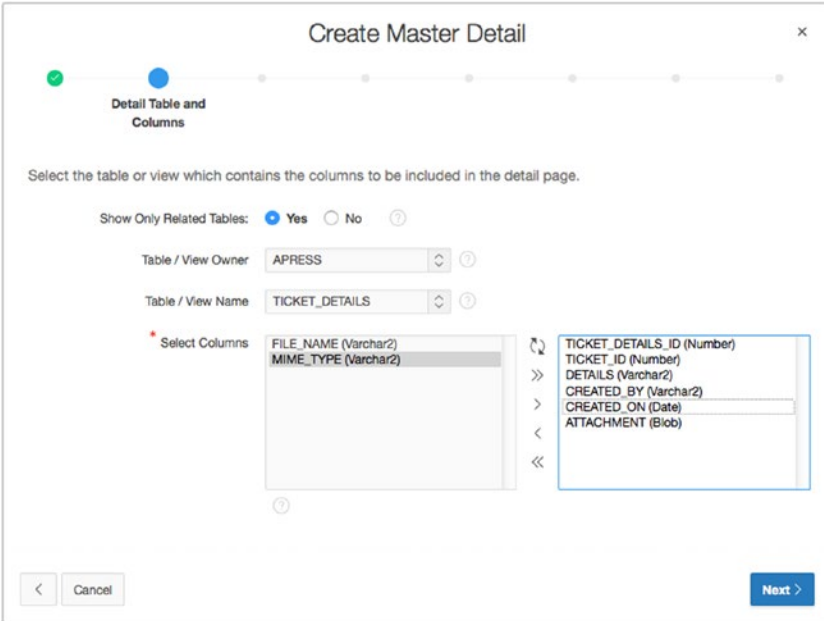 Create Master Detail
×
Detail Table and
Columns
Select the table or view which contains the columns to be included in the detail page.
Show Only Related Tables: Yes No ?
Table / View Owner APRESS ?
Table / View Name TICKET_DETAILS ?
* Select Columns
FILE_NAME (Varchar2)
MIME_TYPE (Varchar2)
TICKET_DETAILS_ID (Number)
TICKET_ID (Number)
DETAILS (Varchar2)
CREATED_BY (Varchar2)
CREATED_ON (Date)
ATTACHMENT (Blob)
?
< Cancel Next >